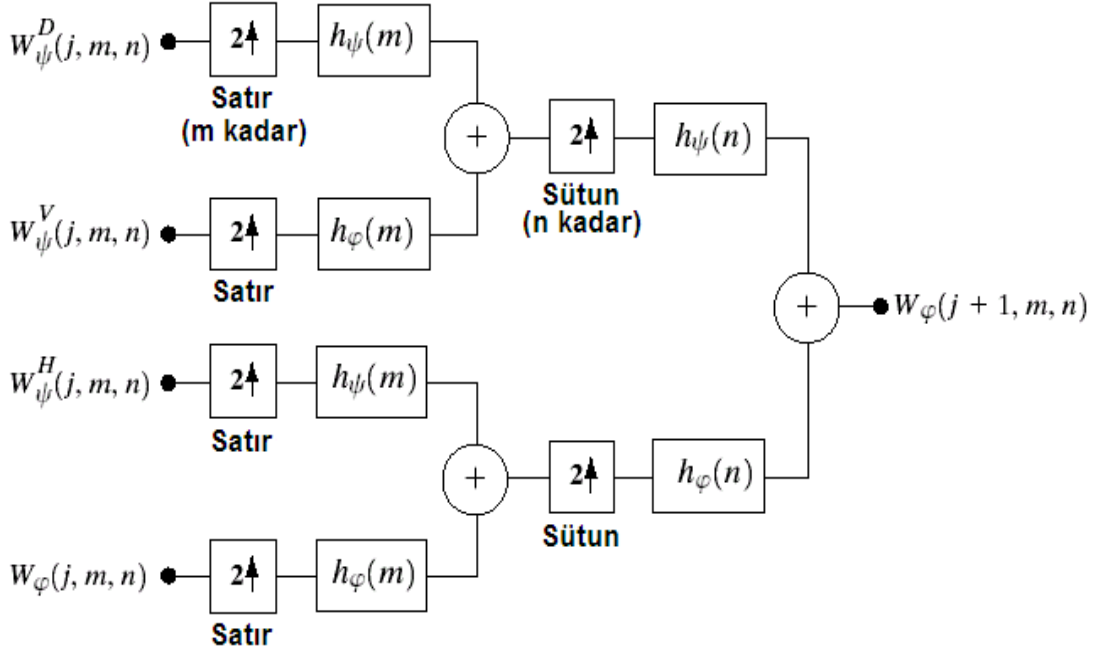 W_ψ^D(j, m, n)
2↑
h_ψ(m)
Satır
(m kadar)
+
2↑
h_ψ(n)
Sütun
(n kadar)
W_ψ^V(j, m, n)
2↑
h_φ(m)
Satır
+
W_φ(j + 1, m, n)
W_ψ^H(j, m, n)
2↑
h_ψ(m)
Satır
+
2↑
h_φ(n)
Sütun
W_φ(j, m, n)
2↑
h_φ(m)
Satır